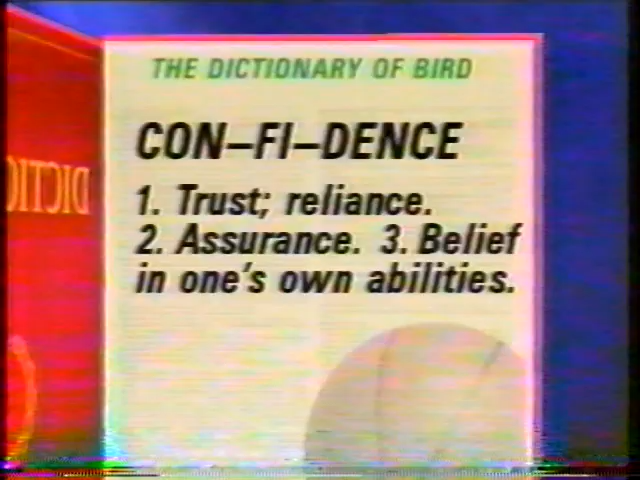 THE DICTIONARY OF BIRD
CON–FI–DENCE
1. Trust; reliance.
2. Assurance. 3. Belief
in one's own abilities.